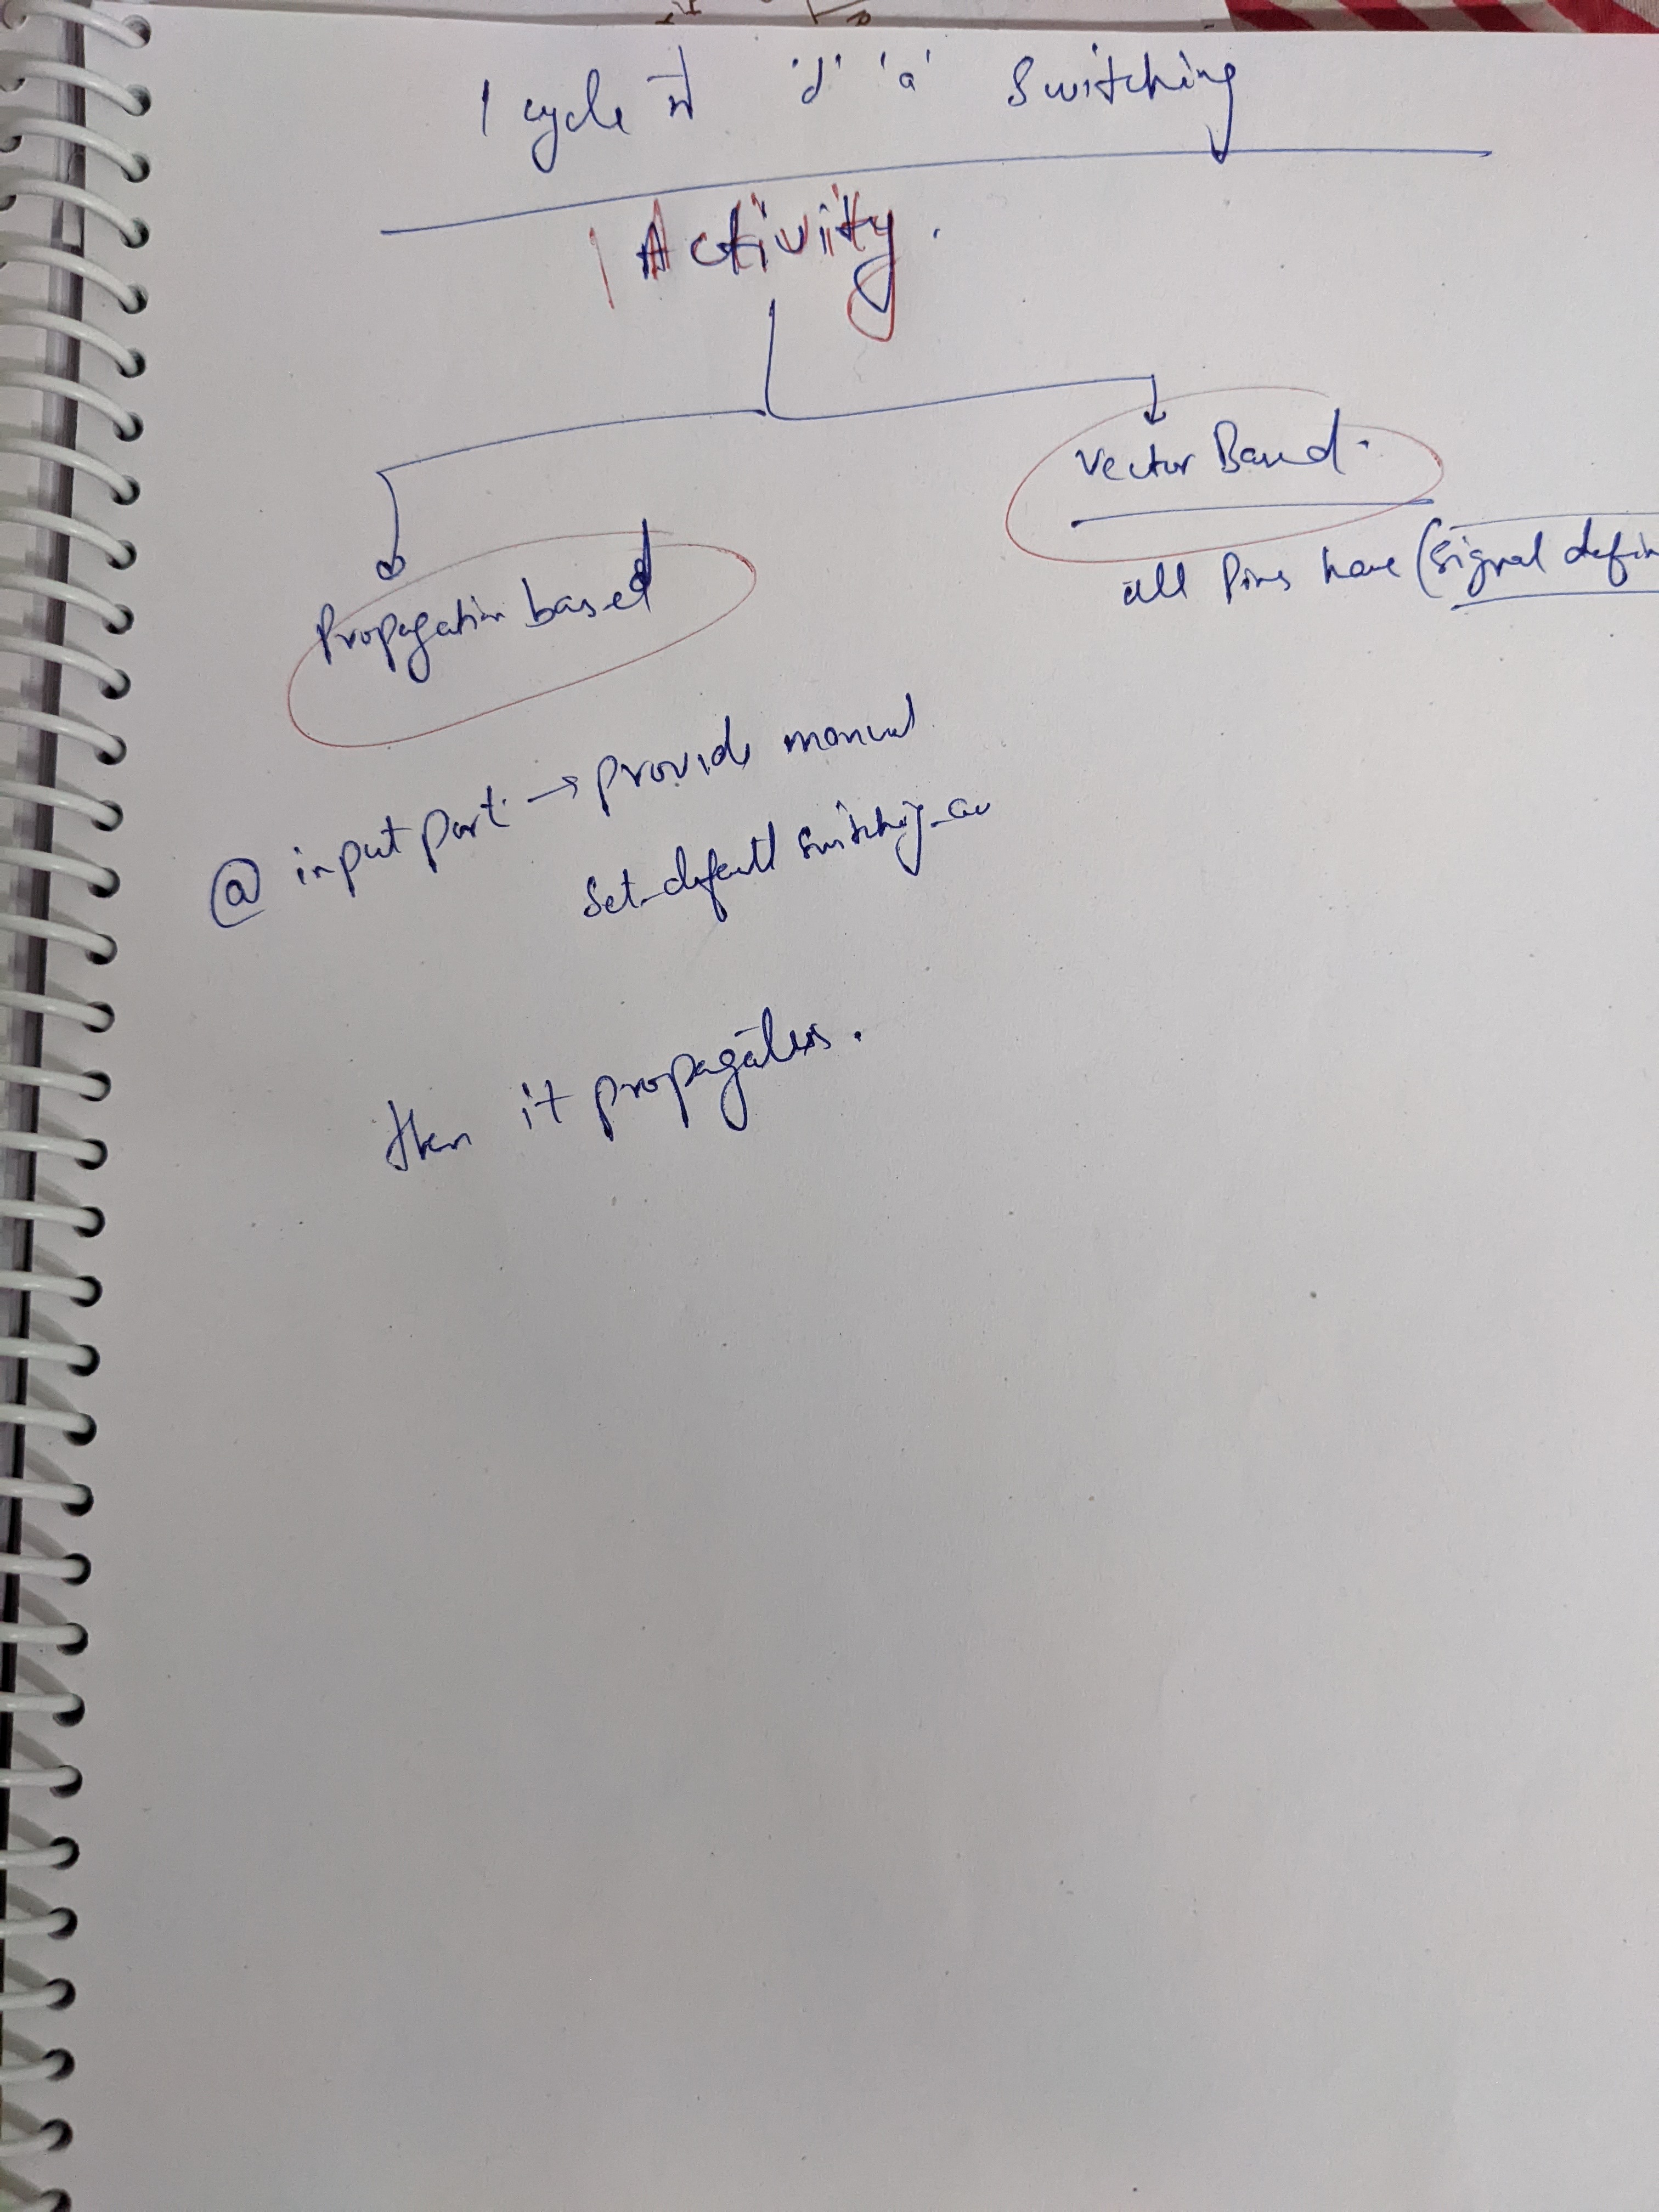 1 cycle में 'd' 'a' Switching
Activity.
Vector Based.
all Pins have (signal defin
Propagation based
@ input port → provide manual
Set_default switching_ac
then it propagates.